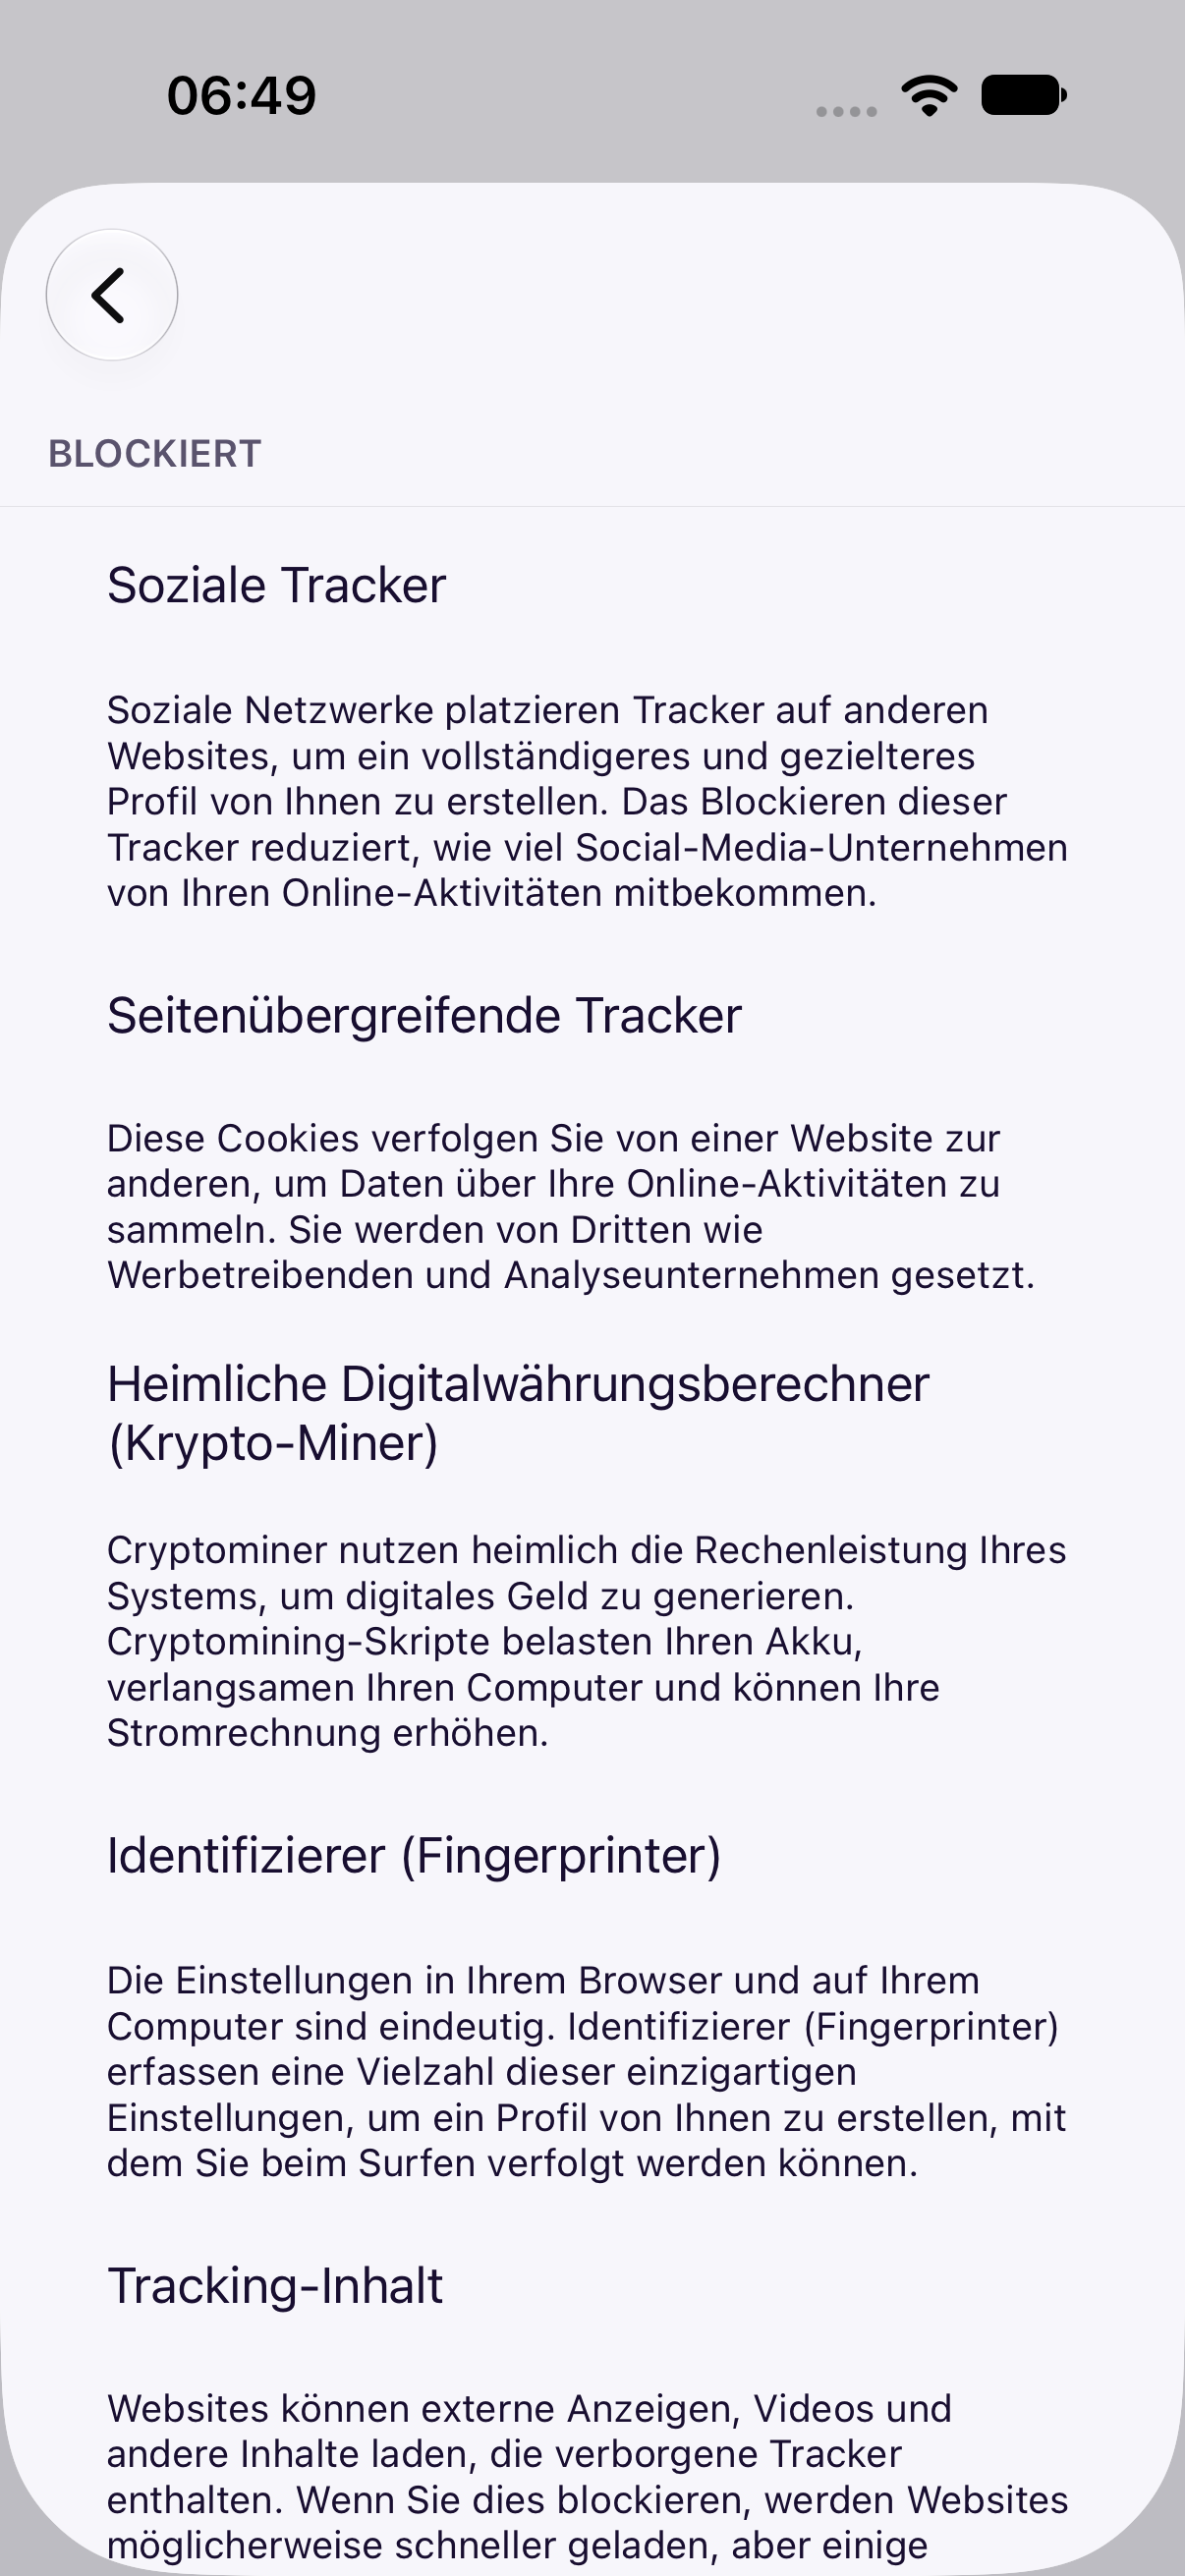 06:49
BLOCKIERT
Soziale Tracker
Soziale Netzwerke platzieren Tracker auf anderen
Websites, um ein vollständigeres und gezielteres
Profil von Ihnen zu erstellen. Das Blockieren dieser
Tracker reduziert, wie viel Social-Media-Unternehmen
von Ihren Online-Aktivitäten mitbekommen.
Seitenübergreifende Tracker
Diese Cookies verfolgen Sie von einer Website zur
anderen, um Daten über Ihre Online-Aktivitäten zu
sammeln. Sie werden von Dritten wie
Werbetreibenden und Analyseunternehmen gesetzt.
Heimliche Digitalwährungsberechner
(Krypto-Miner)
Cryptominer nutzen heimlich die Rechenleistung Ihres
Systems, um digitales Geld zu generieren.
Cryptomining-Skripte belasten Ihren Akku,
verlangsamen Ihren Computer und können Ihre
Stromrechnung erhöhen.
Identifizierer (Fingerprinter)
Die Einstellungen in Ihrem Browser und auf Ihrem
Computer sind eindeutig. Identifizierer (Fingerprinter)
erfassen eine Vielzahl dieser einzigartigen
Einstellungen, um ein Profil von Ihnen zu erstellen, mit
dem Sie beim Surfen verfolgt werden können.
Tracking-Inhalt
Websites können externe Anzeigen, Videos und
andere Inhalte laden, die verborgene Tracker
enthalten. Wenn Sie dies blockieren, werden Websites
möglicherweise schneller geladen, aber einige